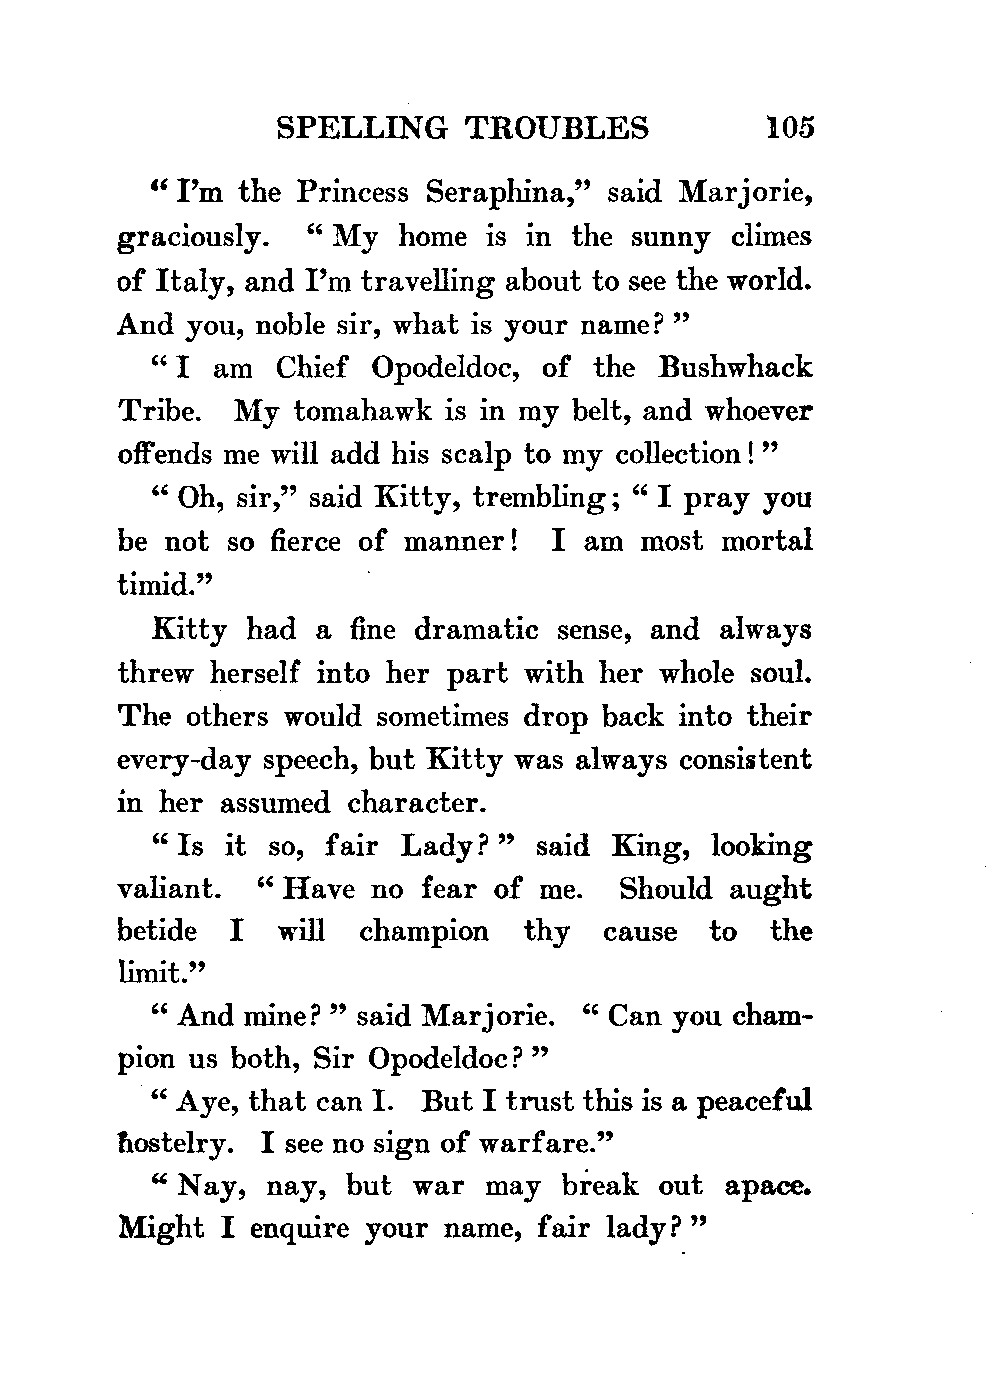 SPELLING TROUBLES 105
“ I’m the Princess Seraphina,” said Marjorie,
graciously. “ My home is in the sunny climes
of Italy, and I’m travelling about to see the world.
And you, noble sir, what is your name? ”
“ I am Chief Opodeldoc, of the Bushwhack
Tribe. My tomahawk is in my belt, and whoever
offends me will add his scalp to my collection! ”
“ Oh, sir,” said Kitty, trembling; “ I pray you
be not so fierce of manner! I am most mortal
timid.”
Kitty had a fine dramatic sense, and always
threw herself into her part with her whole soul.
The others would sometimes drop back into their
every-day speech, but Kitty was always consistent
in her assumed character.
“ Is it so, fair Lady? ” said King, looking
valiant. “ Have no fear of me. Should aught
betide I will champion thy cause to the
limit.”
“ And mine? ” said Marjorie. “ Can you cham-
pion us both, Sir Opodeldoc? ”
“ Aye, that can I. But I trust this is a peaceful
hostelry. I see no sign of warfare.”
“ Nay, nay, but war may break out apace.
Might I enquire your name, fair lady? ”